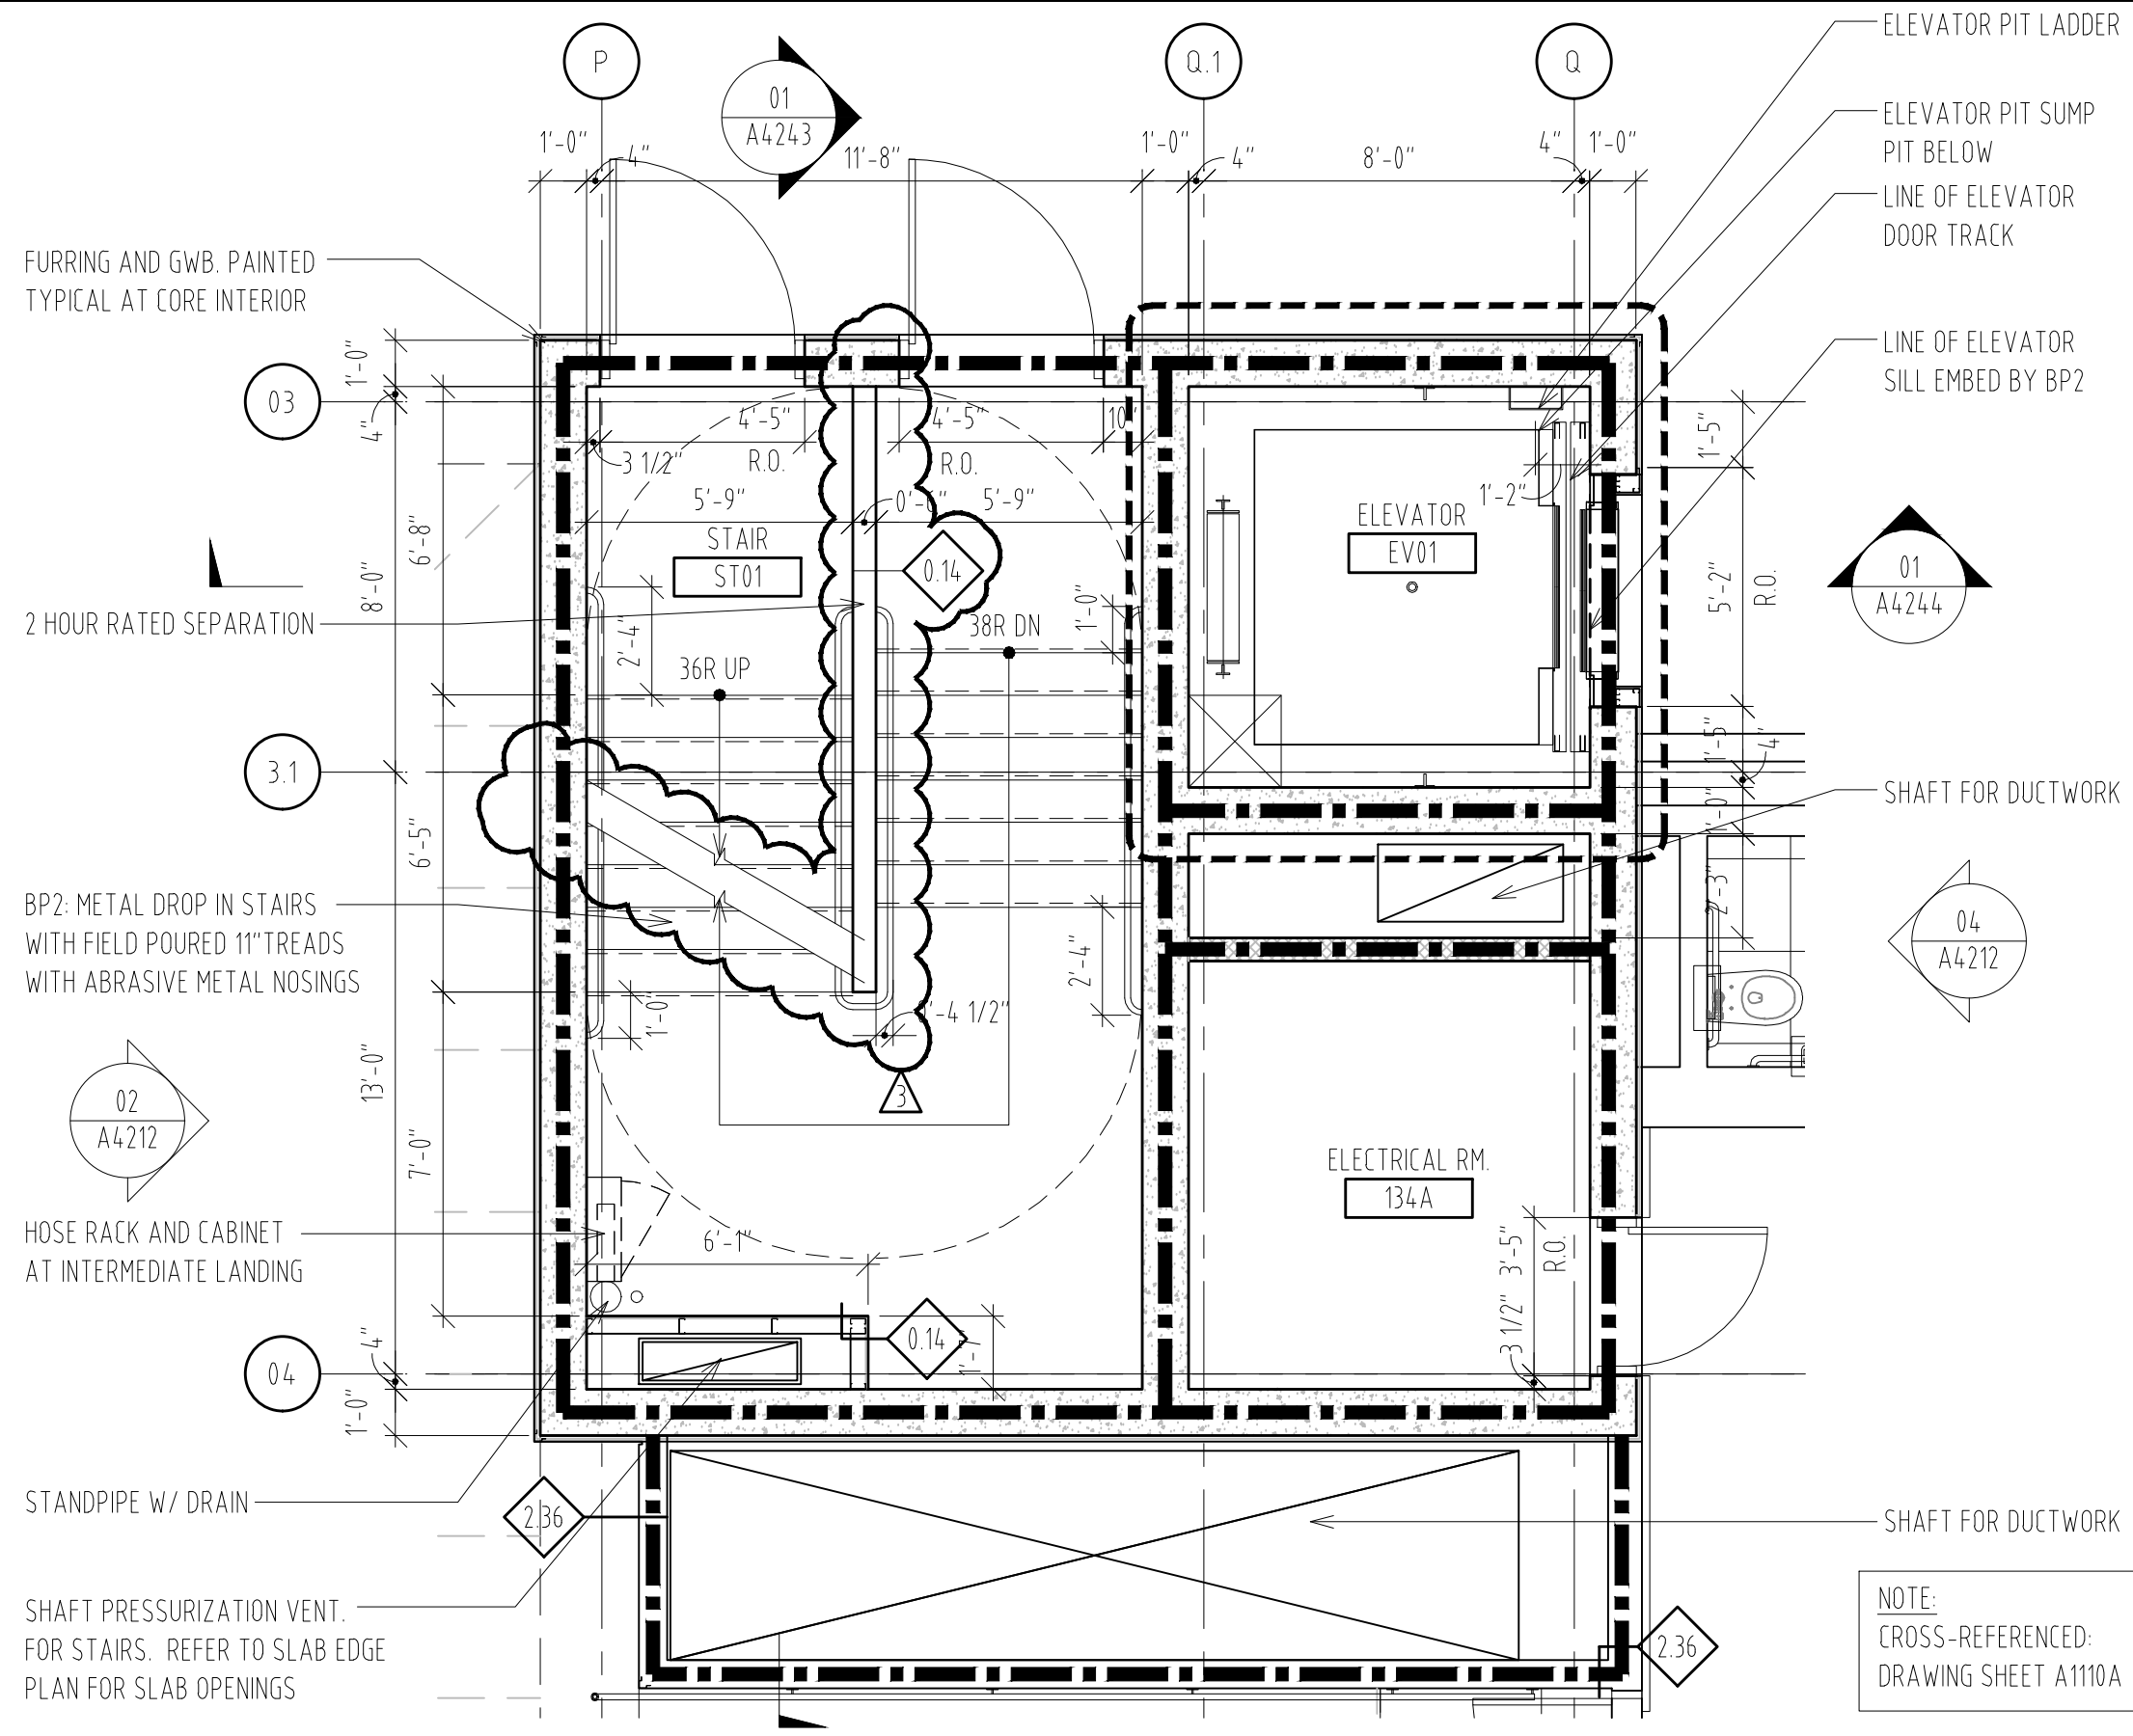 P
Q.1
Q
01
A4243
1'-0"
4"
11'-8"
1'-0"
4"
8'-0"
4"
1'-0"
ELEVATOR PIT LADDER
ELEVATOR PIT SUMP
PIT BELOW
LINE OF ELEVATOR
DOOR TRACK
LINE OF ELEVATOR
SILL EMBED BY BP2
FURRING AND GWB. PAINTED
TYPICAL AT CORE INTERIOR
03
1'-0"
4"
6'-8"
8'-0"
4'-5"
R.O.
4'-5"
R.O.
10"
3 1/2"
5'-9"
5'-9"
STAIR
ST01
0.14
ELEVATOR
EV01
1'-2"
1'-5"
5'-2"
R.O.
01
A4244
2 HOUR RATED SEPARATION
2'-4"
36R UP
38R DN
1'-0"
3.1
6'-5"
1'-5"
4"
1'-0"
SHAFT FOR DUCTWORK
2'-3"
04
A4212
BP2: METAL DROP IN STAIRS
WITH FIELD POURED 11" TREADS
WITH ABRASIVE METAL NOSINGS
2'-4"
1'-0"
-4 1/2"
3
13'-0"
7'-0"
02
A4212
ELECTRICAL RM.
134A
HOSE RACK AND CABINET
AT INTERMEDIATE LANDING
6'-1"
3'-5"
R.O.
3 1/2"
0.14
04
4"
1'-0"
STANDPIPE W/ DRAIN
2.36
SHAFT FOR DUCTWORK
SHAFT PRESSURIZATION VENT.
FOR STAIRS. REFER TO SLAB EDGE
PLAN FOR SLAB OPENINGS
2.36
NOTE:
CROSS-REFERENCED:
DRAWING SHEET A1110A